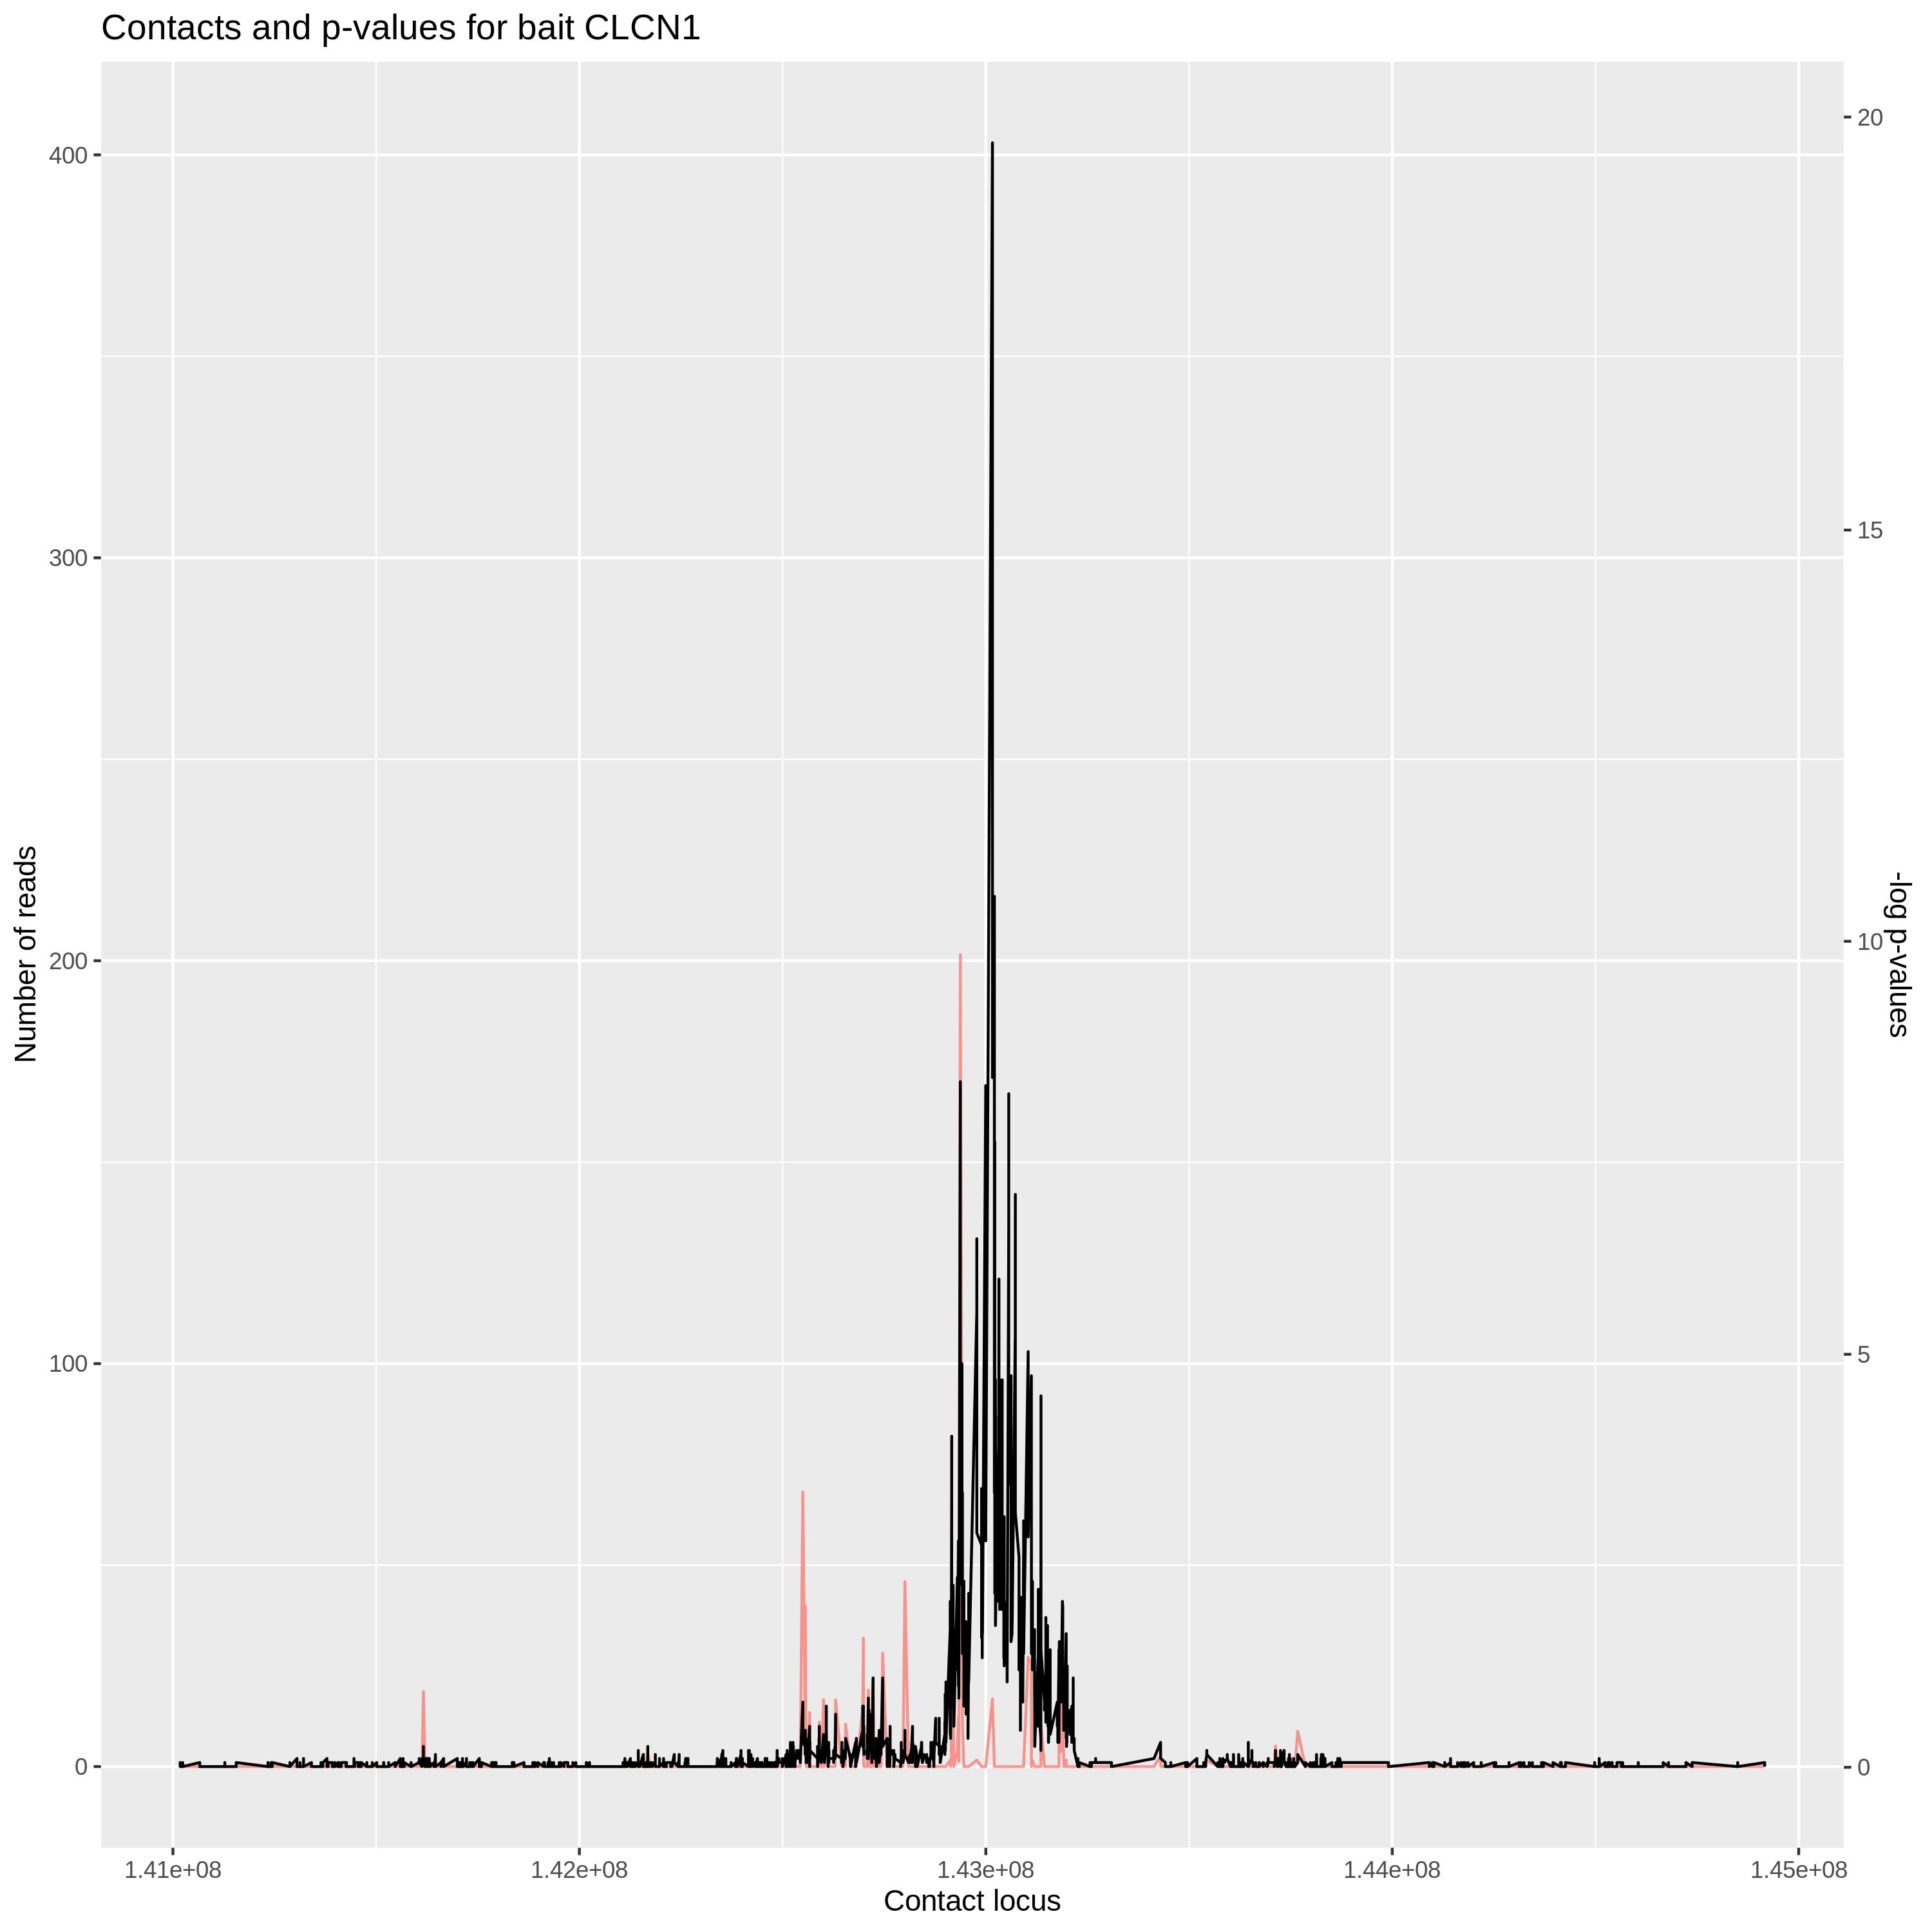 Contacts and p-values for bait CLCN1
400
300
200
100
0
20
15
10
5
0
Number of reads
-log p-values
1.41e+08 1.42e+08 1.43e+08 1.44e+08 1.45e+08
Contact locus